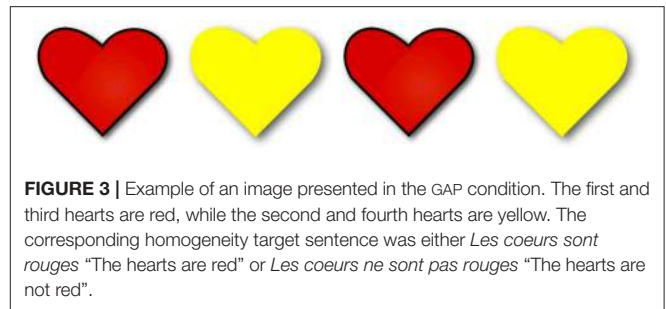 FIGURE 3 | Example of an image presented in the GAP condition. The first and
third hearts are red, while the second and fourth hearts are yellow. The
corresponding homogeneity target sentence was either Les coeurs sont
rouges “The hearts are red” or Les coeurs ne sont pas rouges “The hearts are
not red”.